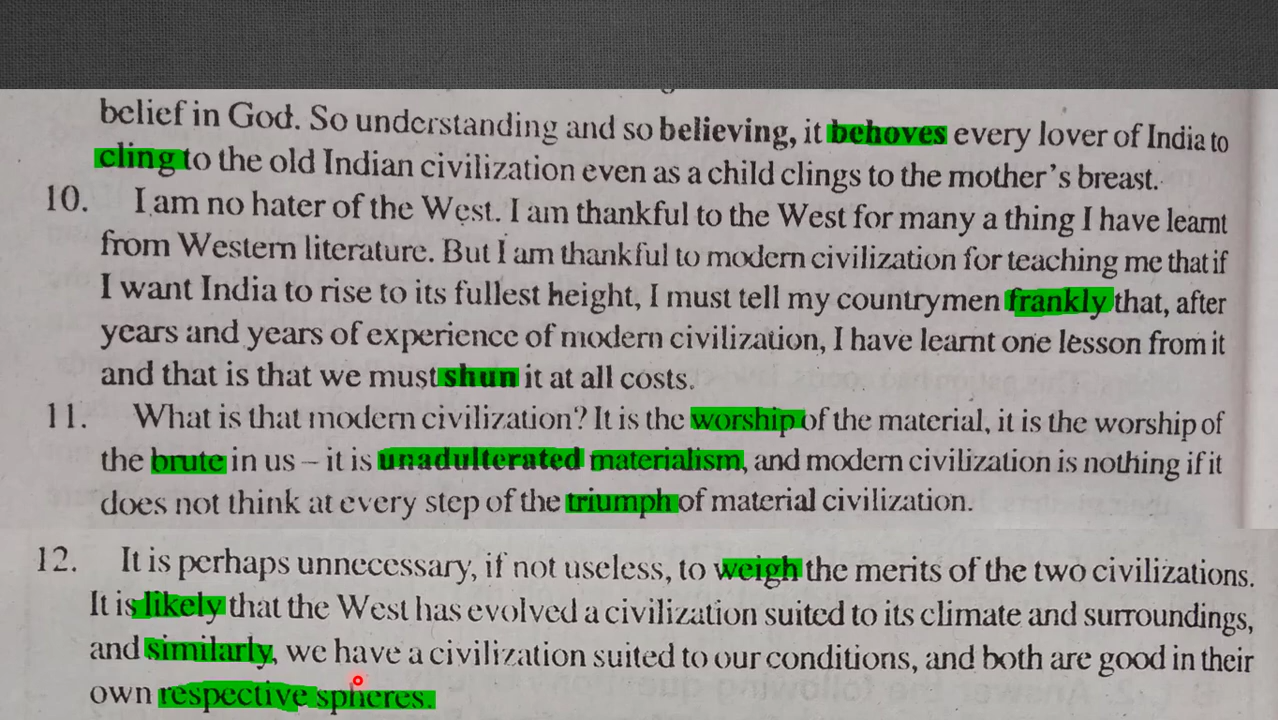 belief in God. So understanding and so believing, it behoves every lover of India to
cling to the old Indian civilization even as a child clings to the mother's breast.
10. I am no hater of the West. I am thankful to the West for many a thing I have learnt
from Western literature. But I am thankful to modern civilization for teaching me that if
I want India to rise to its fullest height, I must tell my countrymen frankly that, after
years and years of experience of modern civilization, I have learnt one lesson from it
and that is that we must shun it at all costs.
11. What is that modern civilization? It is the worship of the material, it is the worship of
the brute in us – it is unadulterated materialism, and modern civilization is nothing if it
does not think at every step of the triumph of material civilization.
12. It is perhaps unnecessary, if not useless, to weigh the merits of the two civilizations.
It is likely that the West has evolved a civilization suited to its climate and surroundings,
and similarly, we have a civilization suited to our conditions, and both are good in their
own respective spheres.